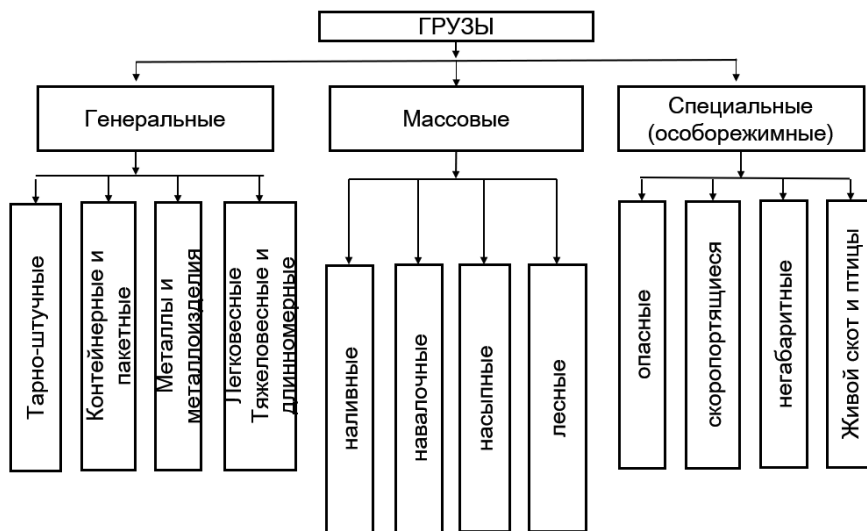 ГРУЗЫ
Генеральные
Массовые
Специальные
(особорежимные)
Тарно-штучные
Контейнерные и
пакетные
Металлы и
металлоизделия
Легковесные
Тяжеловесные и
длинномерные
наливные
навалочные
насыпные
лесные
опасные
скоропортящиеся
негабаритные
Живой скот и птицы